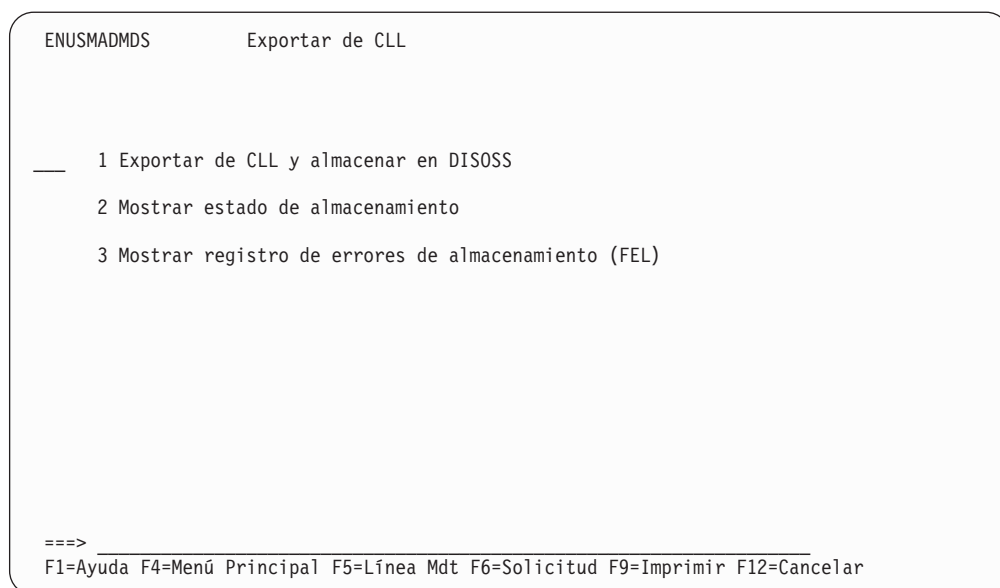 ENUSMADMDS Exportar de CLL
___ 1 Exportar de CLL y almacenar en DISOSS
2 Mostrar estado de almacenamiento
3 Mostrar registro de errores de almacenamiento (FEL)
===> ___________________________________________________________________
F1=Ayuda F4=Menú Principal F5=Línea Mdt F6=Solicitud F9=Imprimir F12=Cancelar